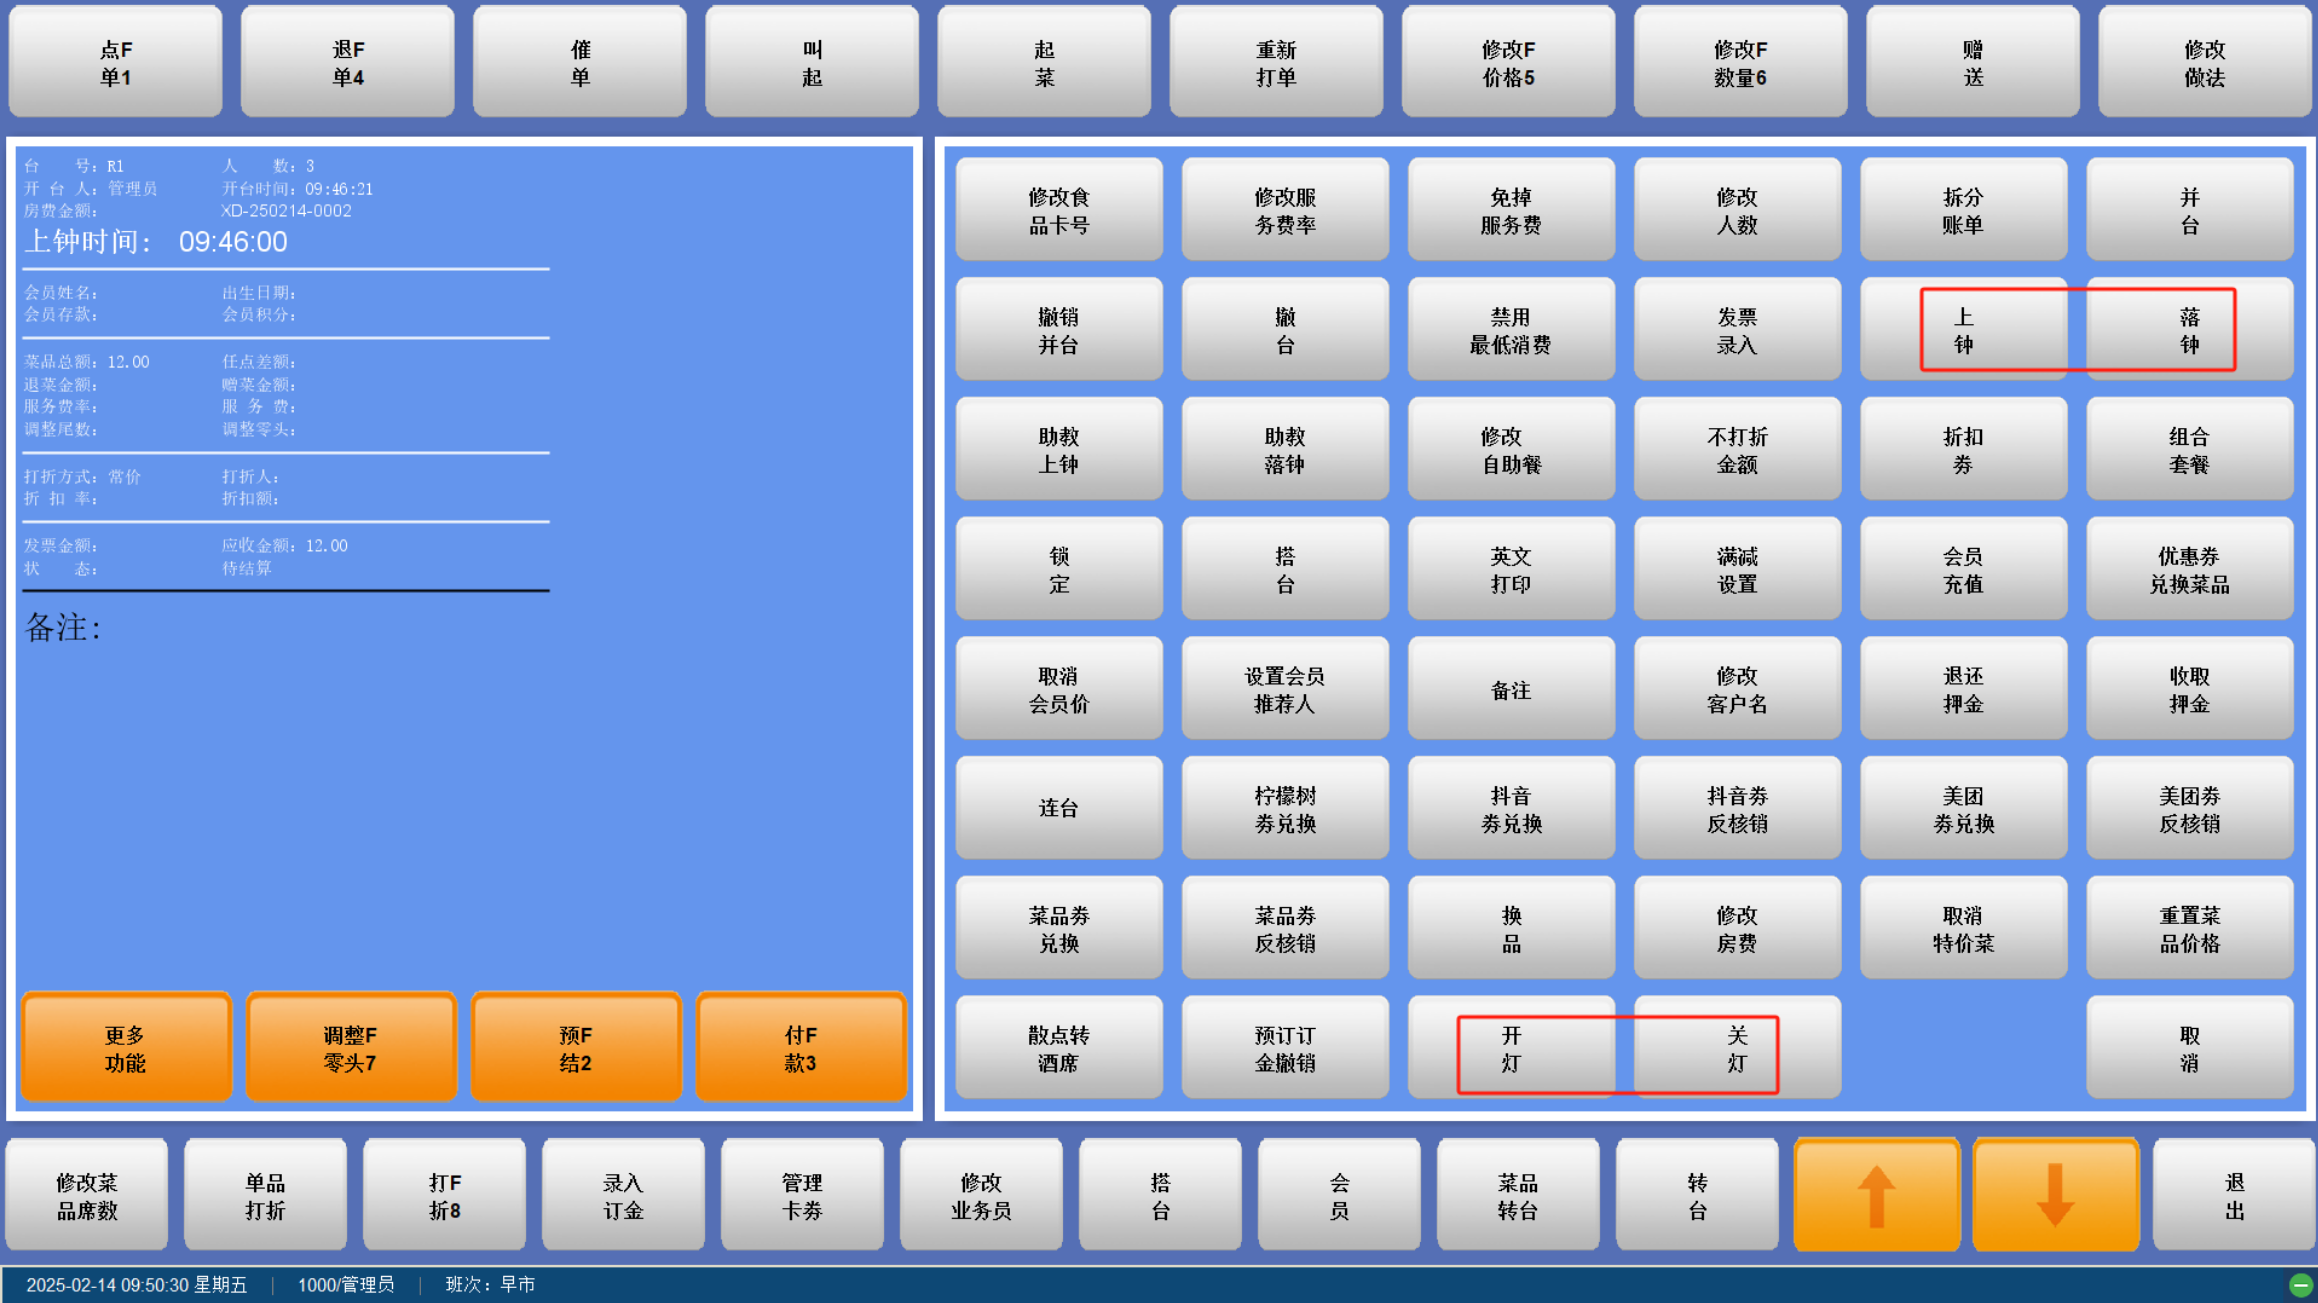 点F
单1
退F
单4
催
单
叫
起
起
菜
重新
打单
修改F
价格5
修改F
数量6
赠
送
修改
做法
台　　号：R1　人　　数：3
开 台 人：管理员　开台时间：09:46:21
房费金额：　XD-250214-0002
上钟时间： 09:46:00
会员姓名：　出生日期：
会员存款：　会员积分：
菜品总额：12.00　任点差额：
退菜金额：　赠菜金额：
服务费率：　服 务 费：
调整尾数：　调整零头：
打折方式：常价　打折人：
折 扣 率：　折扣额：
发票金额：　应收金额：12.00
状　　态：　待结算
备注：
更多
功能
调整F
零头7
预F
结2
付F
款3
修改食
品卡号
修改服
务费率
免掉
服务费
修改
人数
拆分
账单
并
台
撤销
并台
撤
台
禁用
最低消费
发票
录入
上
钟
落
钟
助教
上钟
助教
落钟
修改
自助餐
不打折
金额
折扣
券
组合
套餐
锁
定
搭
台
英文
打印
满减
设置
会员
充值
优惠券
兑换菜品
取消
会员价
设置会员
推荐人
备注
修改
客户名
退还
押金
收取
押金
连台
柠檬树
券兑换
抖音
券兑换
抖音券
反核销
美团
券兑换
美团券
反核销
菜品券
兑换
菜品券
反核销
换
品
修改
房费
取消
特价菜
重置菜
品价格
散点转
酒席
预订订
金撤销
开
灯
关
灯
取
消
修改菜
品席数
单品
打折
打F
折8
录入
订金
管理
卡券
修改
业务员
搭
台
会
员
菜品
转台
转
台
退
出
2025-02-14 09:50:30 星期五 | 1000/管理员 | 班次：早市